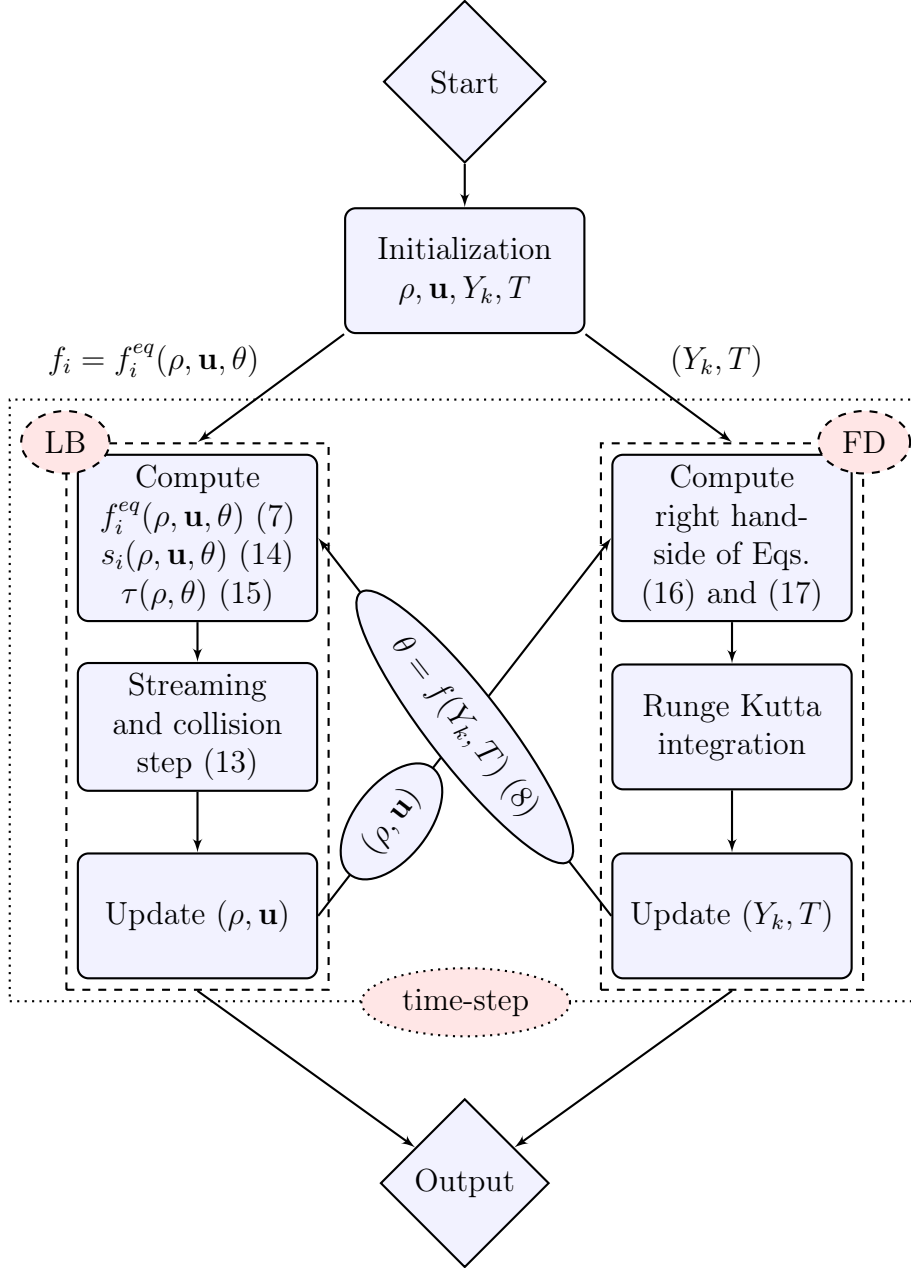 Start
Initialization
ρ, u, Y_k, T
f_i = f_i^{eq}(ρ, u, θ)
(Y_k, T)
LB
FD
Compute
f_i^{eq}(ρ, u, θ) (7)
s_i(ρ, u, θ) (14)
τ(ρ, θ) (15)
Compute
right hand-
side of Eqs.
(16) and (17)
θ = f(Y_k, T) (8)
Streaming
and collision
step (13)
Runge Kutta
integration
(ρ, u)
Update (ρ, u)
Update (Y_k, T)
time-step
Output